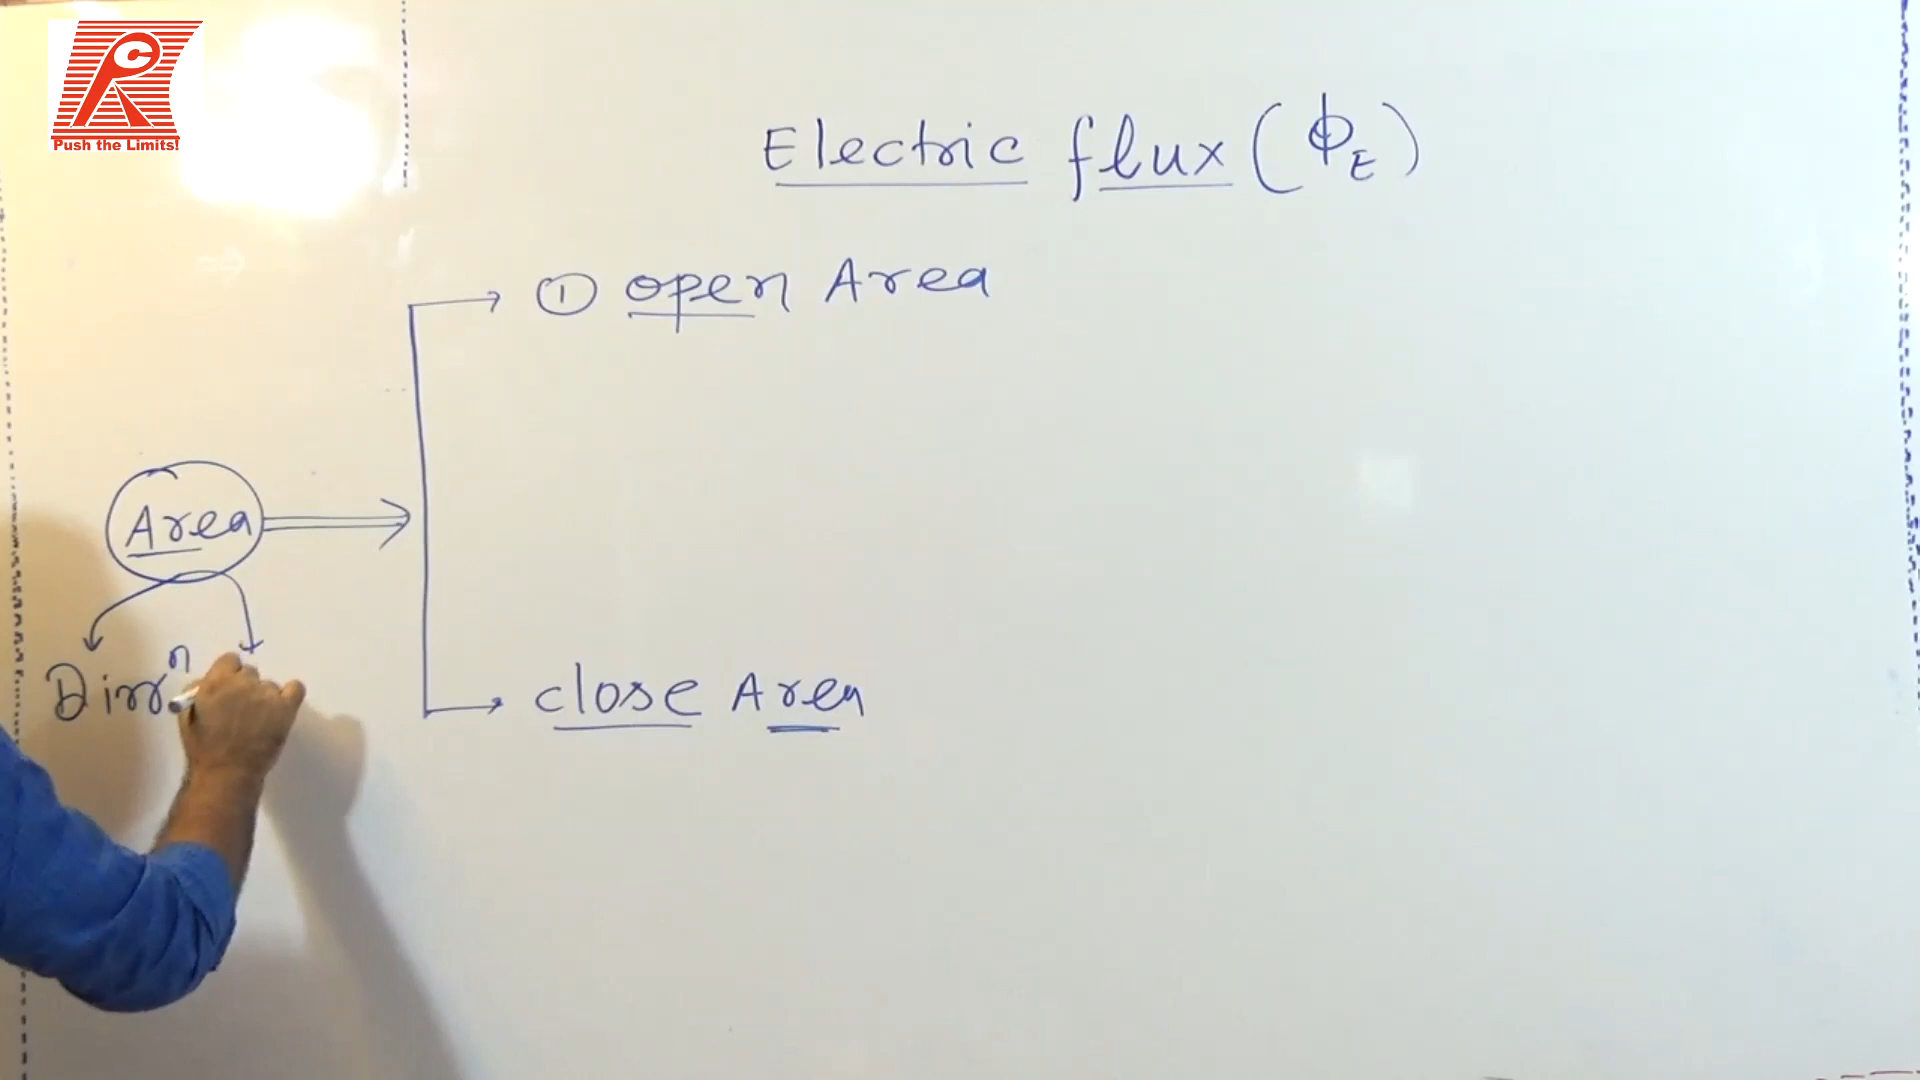 Push the Limits!
Electric flux (ΦE)
① open Area
Area
Dirrⁿ
close Area